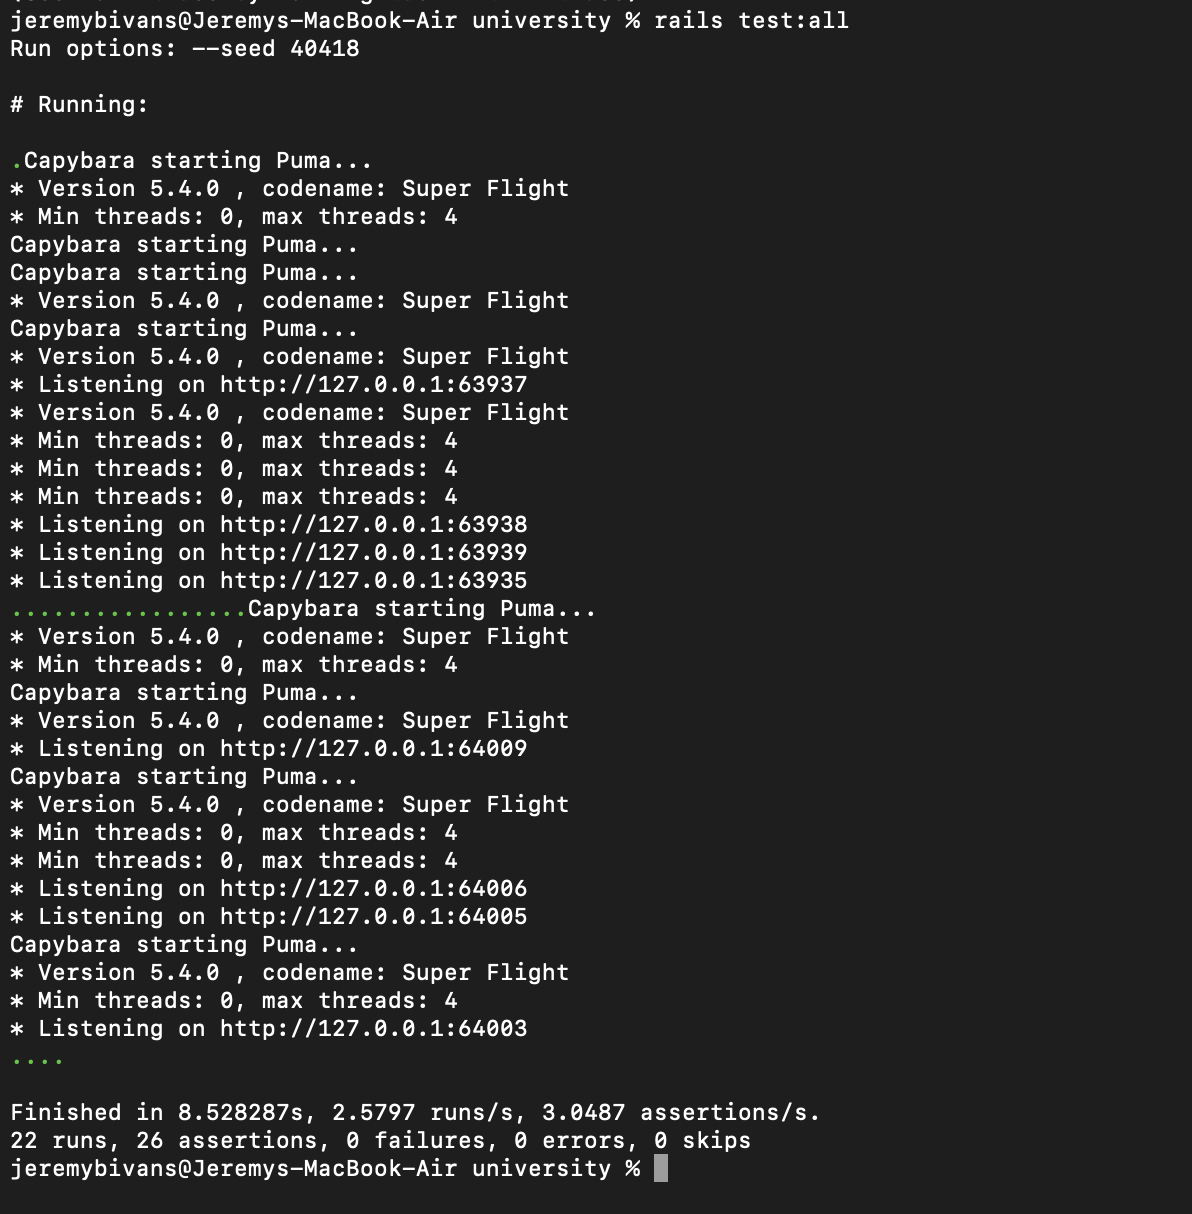 jeremybivans@Jeremys-MacBook-Air university % rails test:all
Run options: --seed 40418
# Running:
.Capybara starting Puma...
* Version 5.4.0 , codename: Super Flight
* Min threads: 0, max threads: 4
Capybara starting Puma...
Capybara starting Puma...
* Version 5.4.0 , codename: Super Flight
Capybara starting Puma...
* Version 5.4.0 , codename: Super Flight
* Listening on http://127.0.0.1:63937
* Version 5.4.0 , codename: Super Flight
* Min threads: 0, max threads: 4
* Min threads: 0, max threads: 4
* Min threads: 0, max threads: 4
* Listening on http://127.0.0.1:63938
* Listening on http://127.0.0.1:63939
* Listening on http://127.0.0.1:63935
.................Capybara starting Puma...
* Version 5.4.0 , codename: Super Flight
* Min threads: 0, max threads: 4
Capybara starting Puma...
* Version 5.4.0 , codename: Super Flight
* Listening on http://127.0.0.1:64009
Capybara starting Puma...
* Version 5.4.0 , codename: Super Flight
* Min threads: 0, max threads: 4
* Min threads: 0, max threads: 4
* Listening on http://127.0.0.1:64006
* Listening on http://127.0.0.1:64005
Capybara starting Puma...
* Version 5.4.0 , codename: Super Flight
* Min threads: 0, max threads: 4
* Listening on http://127.0.0.1:64003
....
Finished in 8.528287s, 2.5797 runs/s, 3.0487 assertions/s.
22 runs, 26 assertions, 0 failures, 0 errors, 0 skips
jeremybivans@Jeremys-MacBook-Air university %